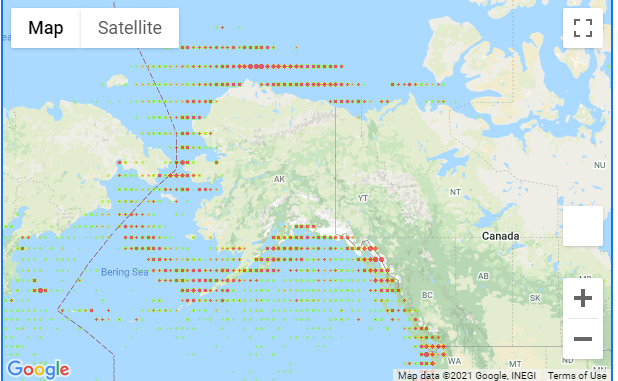 Map Satellite
NU
AK
YT
NT
Canada
Bering Sea
AB
BC
SK
WA
MT
ND
Google
Map data ©2021 Google, INEGI Terms of Use